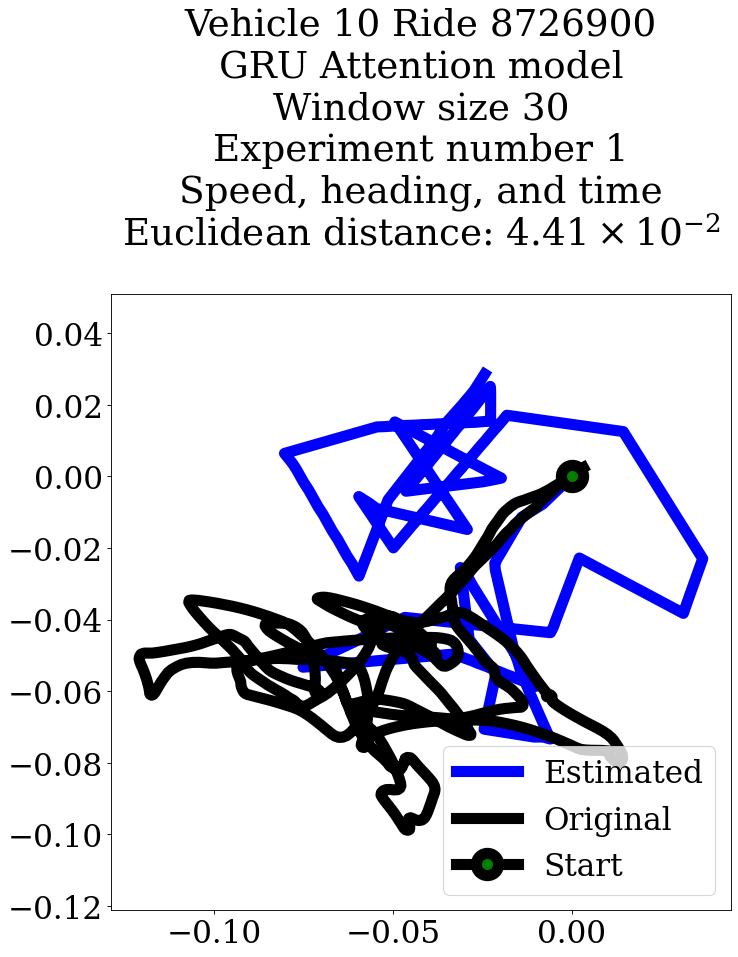 Vehicle 10 Ride 8726900
GRU Attention model
Window size 30
Experiment number 1
Speed, heading, and time
Euclidean distance: 4.41 × 10⁻²
0.04
0.02
0.00
−0.02
−0.04
−0.06
−0.08
−0.10
−0.12
−0.10
−0.05
0.00
Estimated
Original
Start